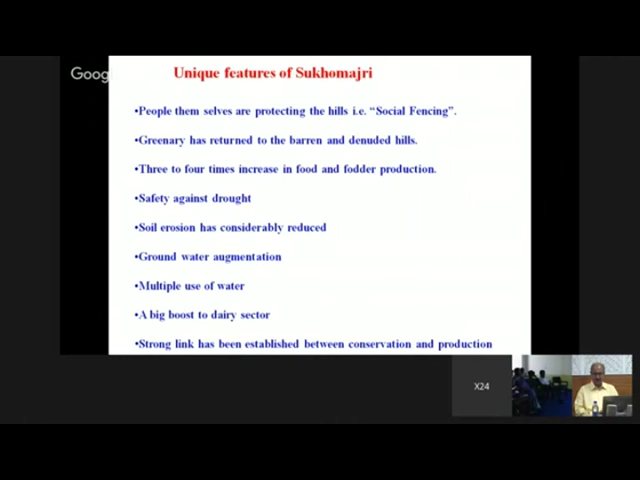 Goog
Unique features of Sukhomajri
•People them selves are protecting the hills i.e. “Social Fencing”.
•Greenary has returned to the barren and denuded hills.
•Three to four times increase in food and fodder production.
•Safety against drought
•Soil erosion has considerably reduced
•Ground water augmentation
•Multiple use of water
•A big boost to dairy sector
•Strong link has been established between conservation and production
X24